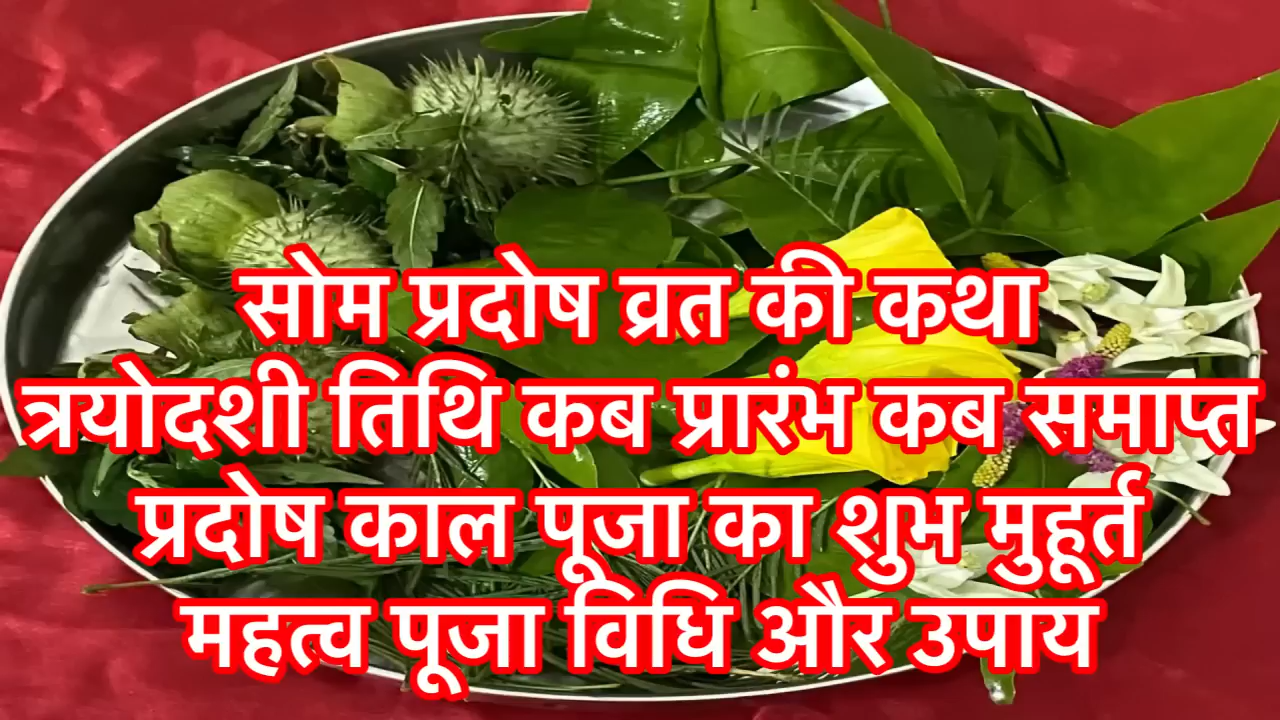 सोम प्रदोष व्रत की कथा
त्रयोदशी तिथि कब प्रारंभ कब समाप्त
प्रदोष काल पूजा का शुभ मुहूर्त
महत्व पूजा विधि और उपाय